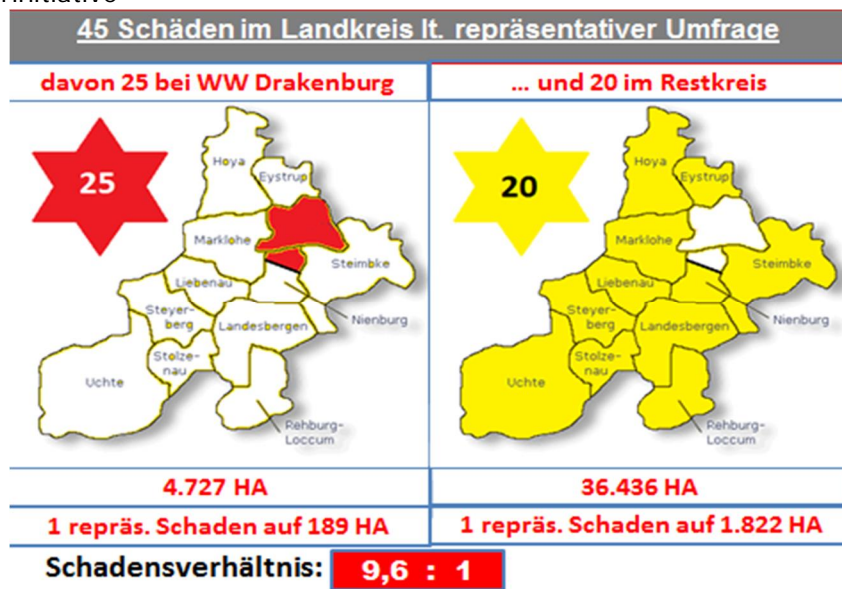 45 Schäden im Landkreis lt. repräsentativer Umfrage
davon 25 bei WW Drakenburg
... und 20 im Restkreis
25
Hoya
Eystrup
Marklohe
Steimbke
Liebenau
Steyer-
berg
Nienburg
Landesbergen
Stolze-
nau
Uchte
Rehburg-
Loccum
20
Hoya
Eystrup
Marklohe
Steimbke
Liebenau
Steyer-
berg
Nienburg
Landesbergen
Stolze-
nau
Uchte
Rehburg-
Loccum
4.727 HA
36.436 HA
1 repräs. Schaden auf 189 HA
1 repräs. Schaden auf 1.822 HA
Schadensverhältnis: 9,6 : 1